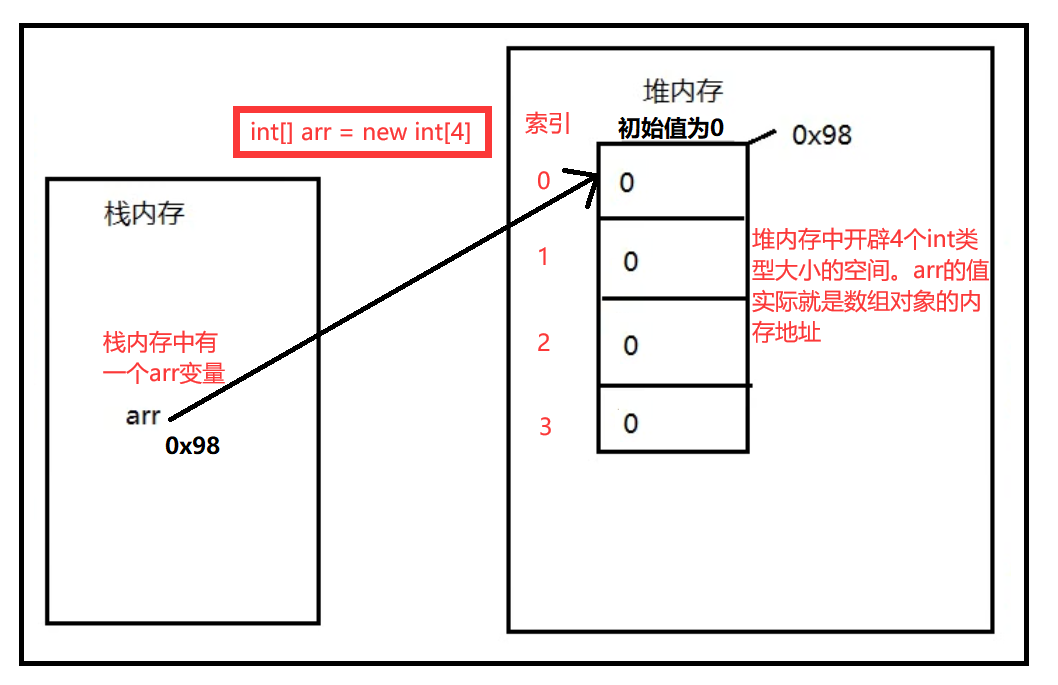 int[] arr = new int[4]
栈内存
栈内存中有
一个arr变量
arr
0x98
堆内存
索引
初始值为0
0x98
0
0
1
0
2
0
3
0
堆内存中开辟4个int类
型大小的空间。arr的值
实际就是数组对象的内
存地址